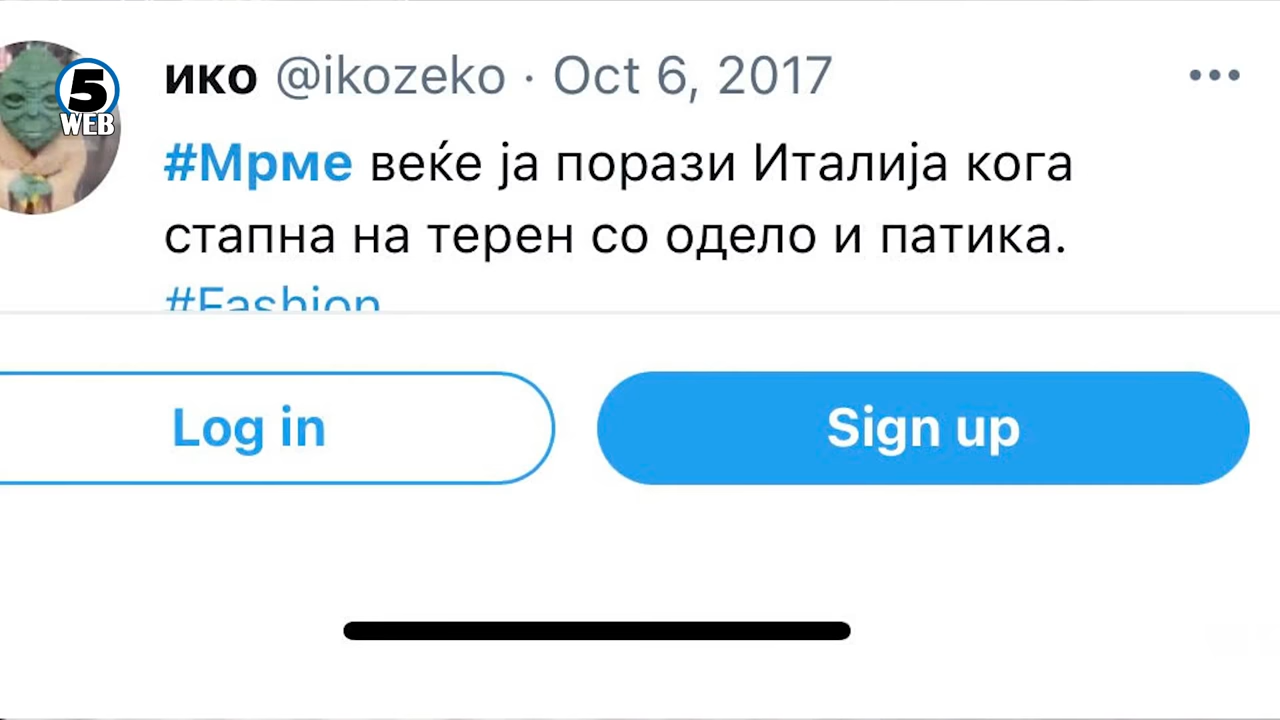 5
WEB
ико @ikozeko · Oct 6, 2017
#Мрме веќе ја порази Италија кога
стапна на терен со одело и патика.
#Fashion
Log in
Sign up